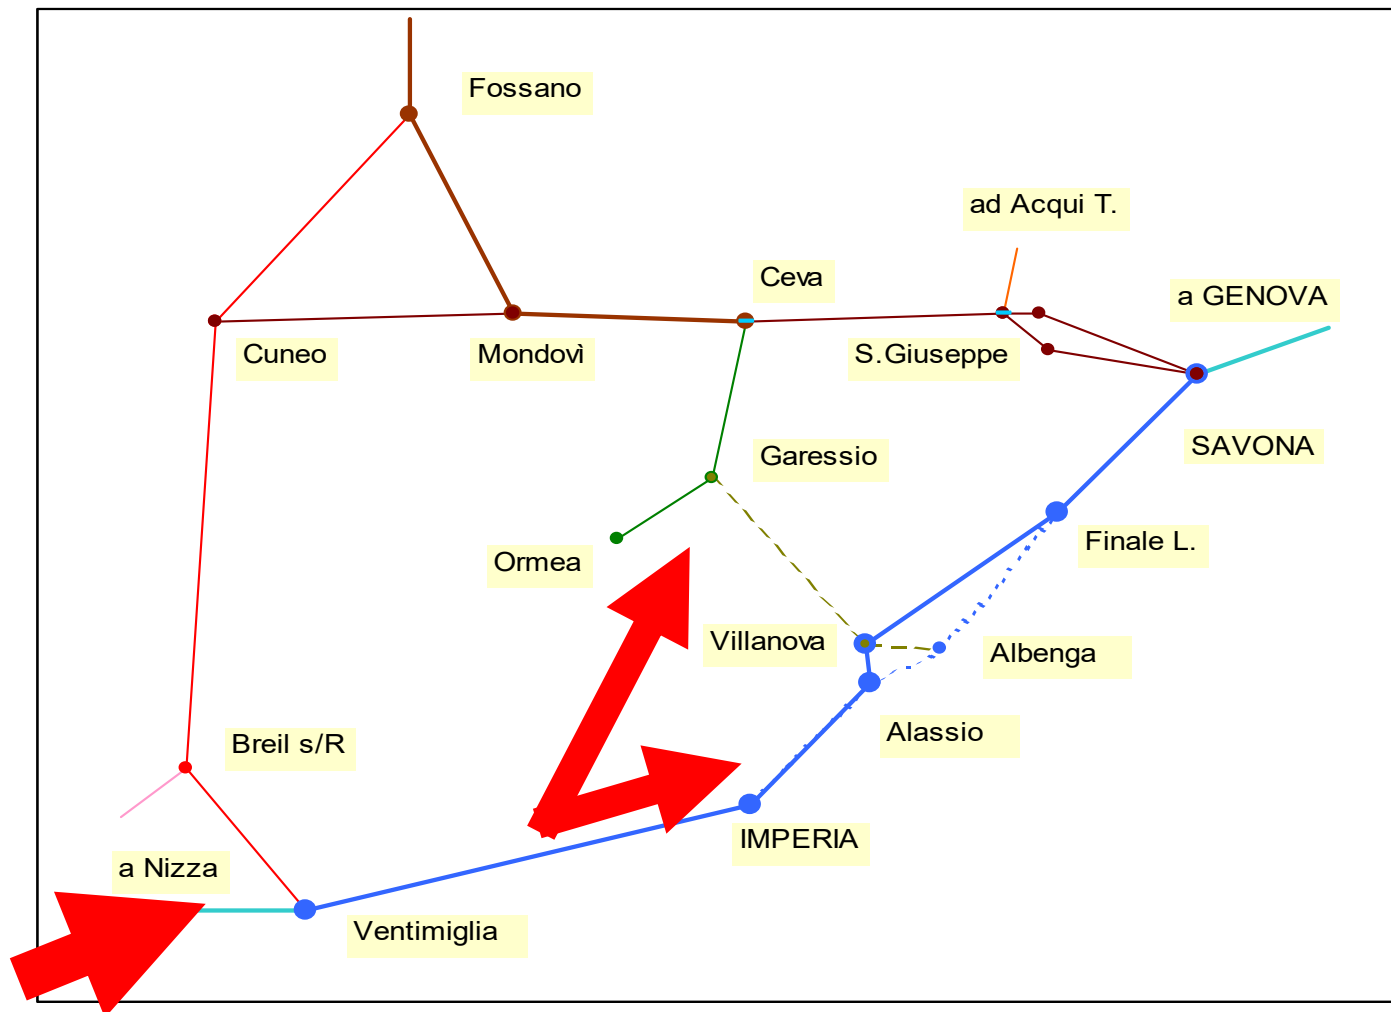 Fossano
ad Acqui T.
Ceva
a GENOVA
Cuneo
Mondovì
S.Giuseppe
SAVONA
Garessio
Finale L.
Ormea
Villanova
Albenga
Alassio
Breil s/R
IMPERIA
a Nizza
Ventimiglia